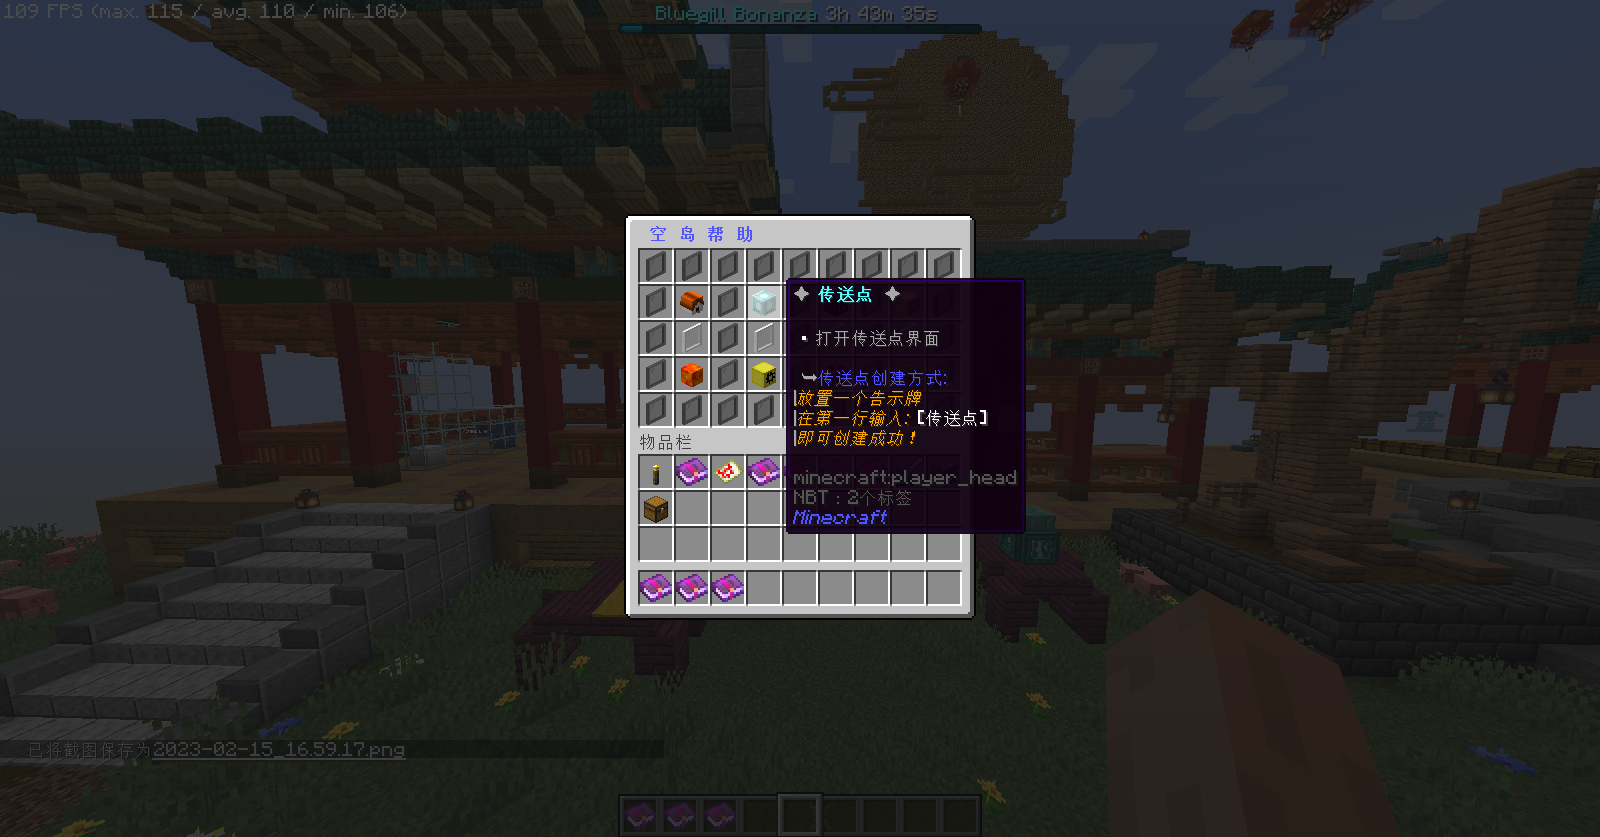 109 FPS (max. 115 / avg. 110 / min. 106)
Bluegill Bonanza 3h 43m 35s
空 岛 帮 助
✦ 传送点 ✦
▪ 打开传送点界面
传送点创建方式:
|放置一个告示牌
|在第一行输入:【传送点】
|即可创建成功!
minecraft:player_head
NBT:2个标签
Minecraft
物品栏
已将截图保存为2023-02-15_16.59.17.png